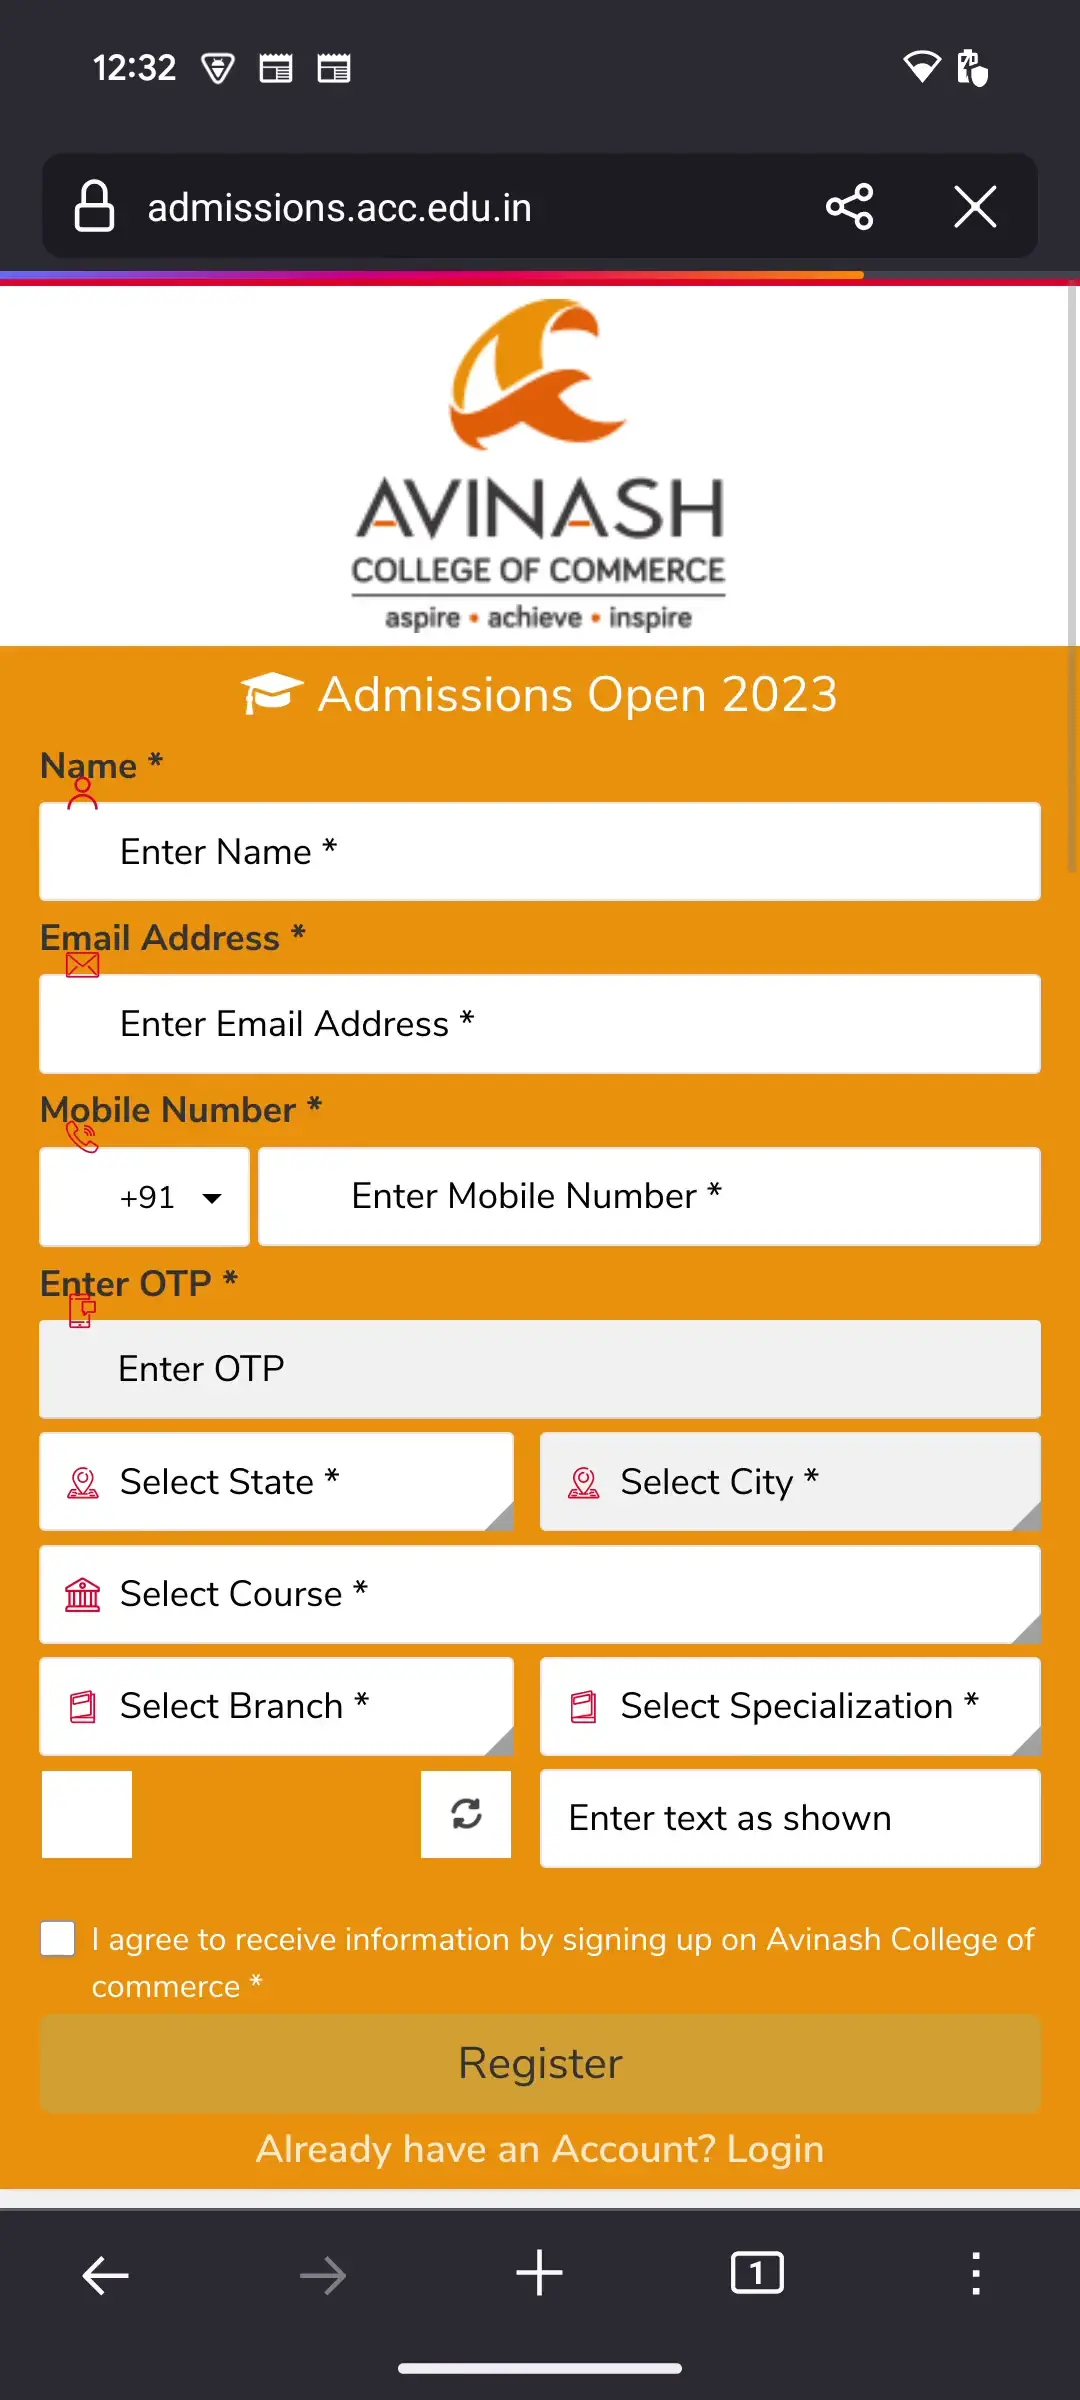 12:32
admissions.acc.edu.in
AVINASH
COLLEGE OF COMMERCE
aspire • achieve • inspire
Admissions Open 2023
Name *
Enter Name *
Email Address *
Enter Email Address *
Mobile Number *
+91
Enter Mobile Number *
Enter OTP *
Enter OTP
Select State *
Select City *
Select Course *
Select Branch *
Select Specialization *
Enter text as shown
I agree to receive information by signing up on Avinash College of
commerce *
Register
Already have an Account? Login
1